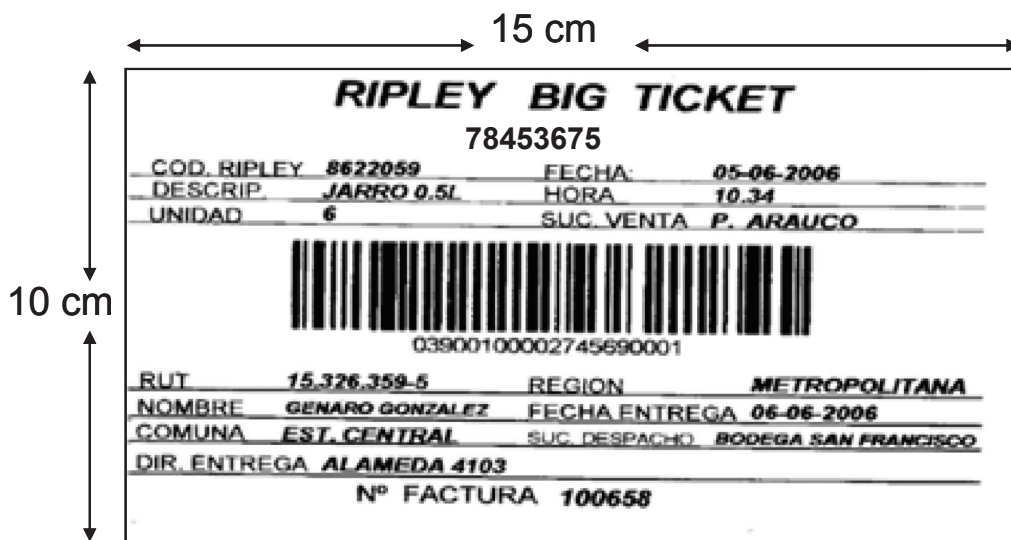 15 cm
RIPLEY BIG TICKET
78453675
COD. RIPLEY 8622059 FECHA: 05-06-2006
DESCRIP. JARRO 0.5L HORA 10.34
UNIDAD 6 SUC. VENTA P. ARAUCO
10 cm
03900100002745690001
RUT 15.326.359-5 REGION METROPOLITANA
NOMBRE GENARO GONZALEZ FECHA ENTREGA 06-06-2006
COMUNA EST. CENTRAL SUC. DESPACHO BODEGA SAN FRANCISCO
DIR. ENTREGA ALAMEDA 4103
Nº FACTURA 100658